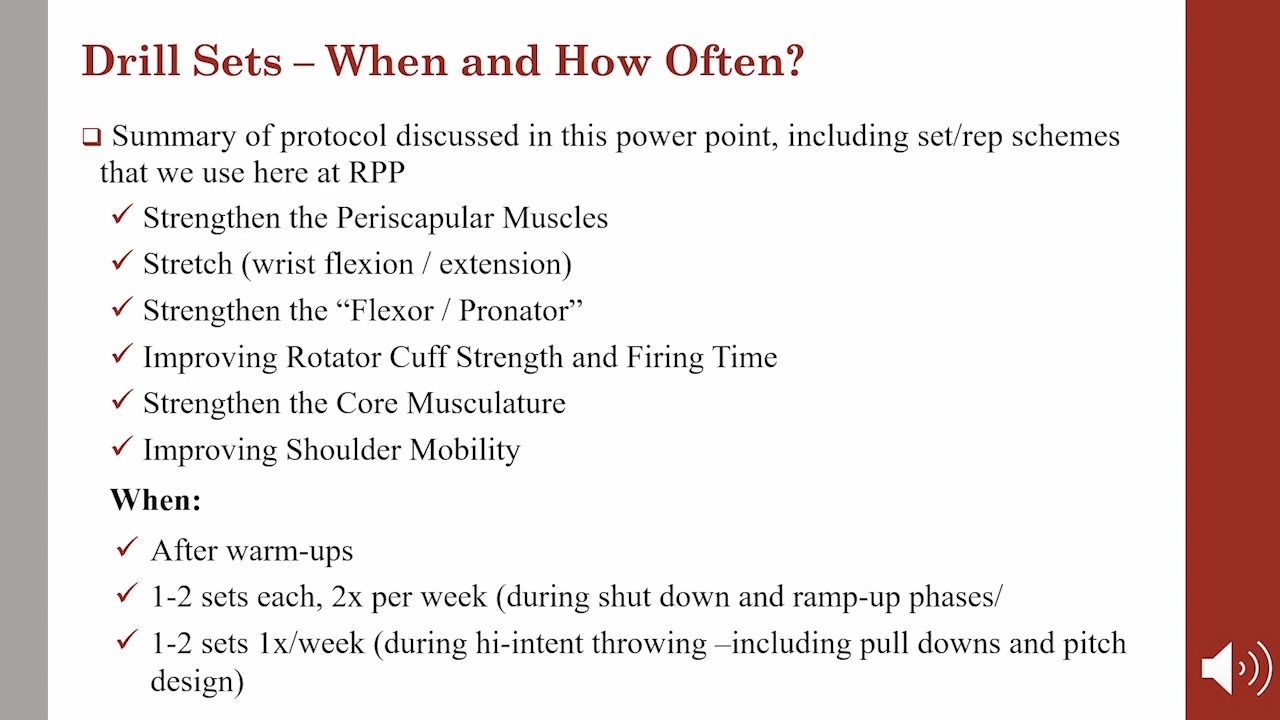 Drill Sets – When and How Often?
Summary of protocol discussed in this power point, including set/rep schemes
that we use here at RPP
Strengthen the Periscapular Muscles
Stretch (wrist flexion / extension)
Strengthen the “Flexor / Pronator”
Improving Rotator Cuff Strength and Firing Time
Strengthen the Core Musculature
Improving Shoulder Mobility
When:
After warm-ups
1-2 sets each, 2x per week (during shut down and ramp-up phases/
1-2 sets 1x/week (during hi-intent throwing –including pull downs and pitch
design)